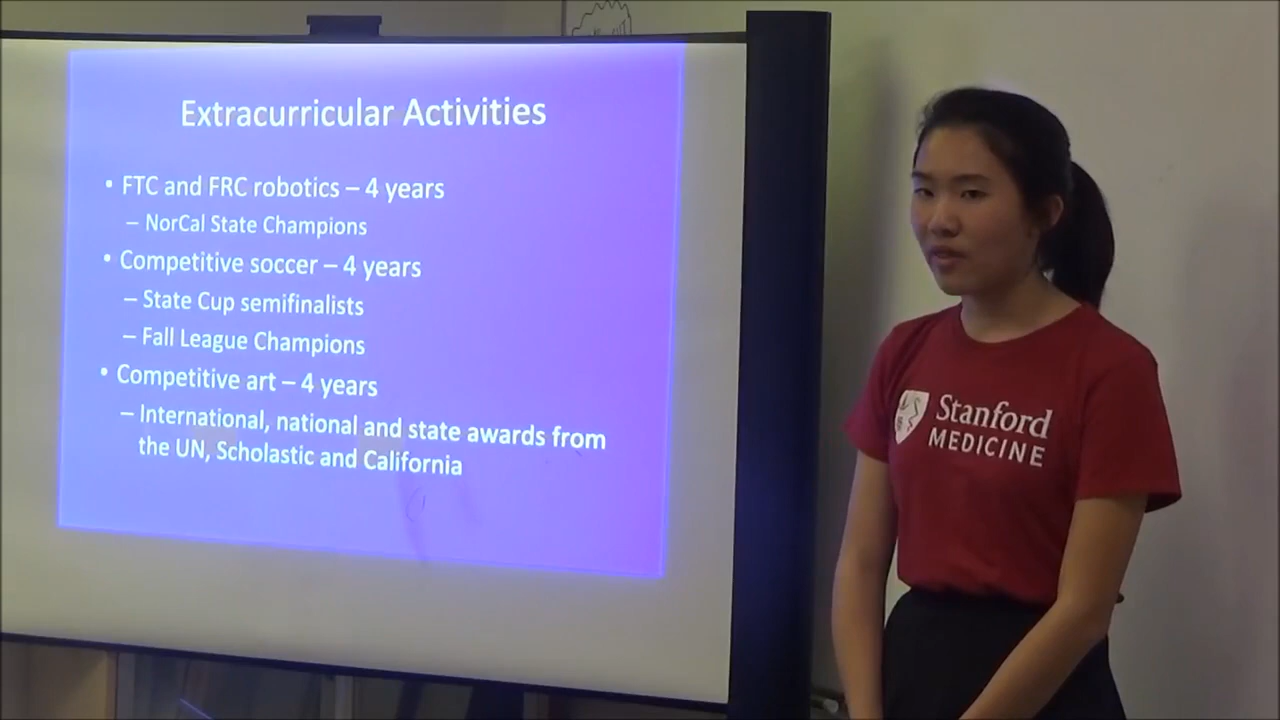 Extracurricular Activities
• FTC and FRC robotics – 4 years
– NorCal State Champions
• Competitive soccer – 4 years
– State Cup semifinalists
– Fall League Champions
• Competitive art – 4 years
– International, national and state awards from
the UN, Scholastic and California
Stanford
MEDICINE